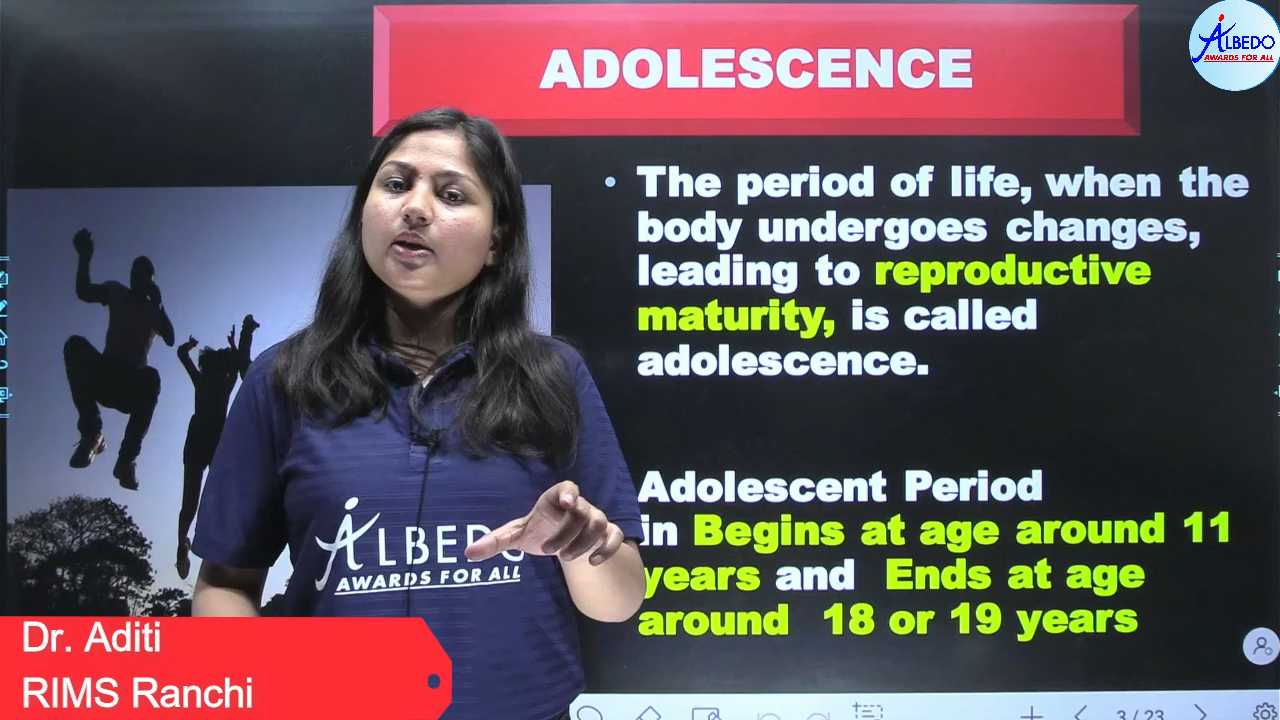 ADOLESCENCE
ALBEDO
AWARDS FOR ALL
• The period of life, when the
body undergoes changes,
leading to reproductive
maturity, is called
adolescence.
Adolescent Period
in Begins at age around 11
years and Ends at age
around 18 or 19 years
ALBEDO
AWARDS FOR ALL
Dr. Aditi
RIMS Ranchi
3 / 23